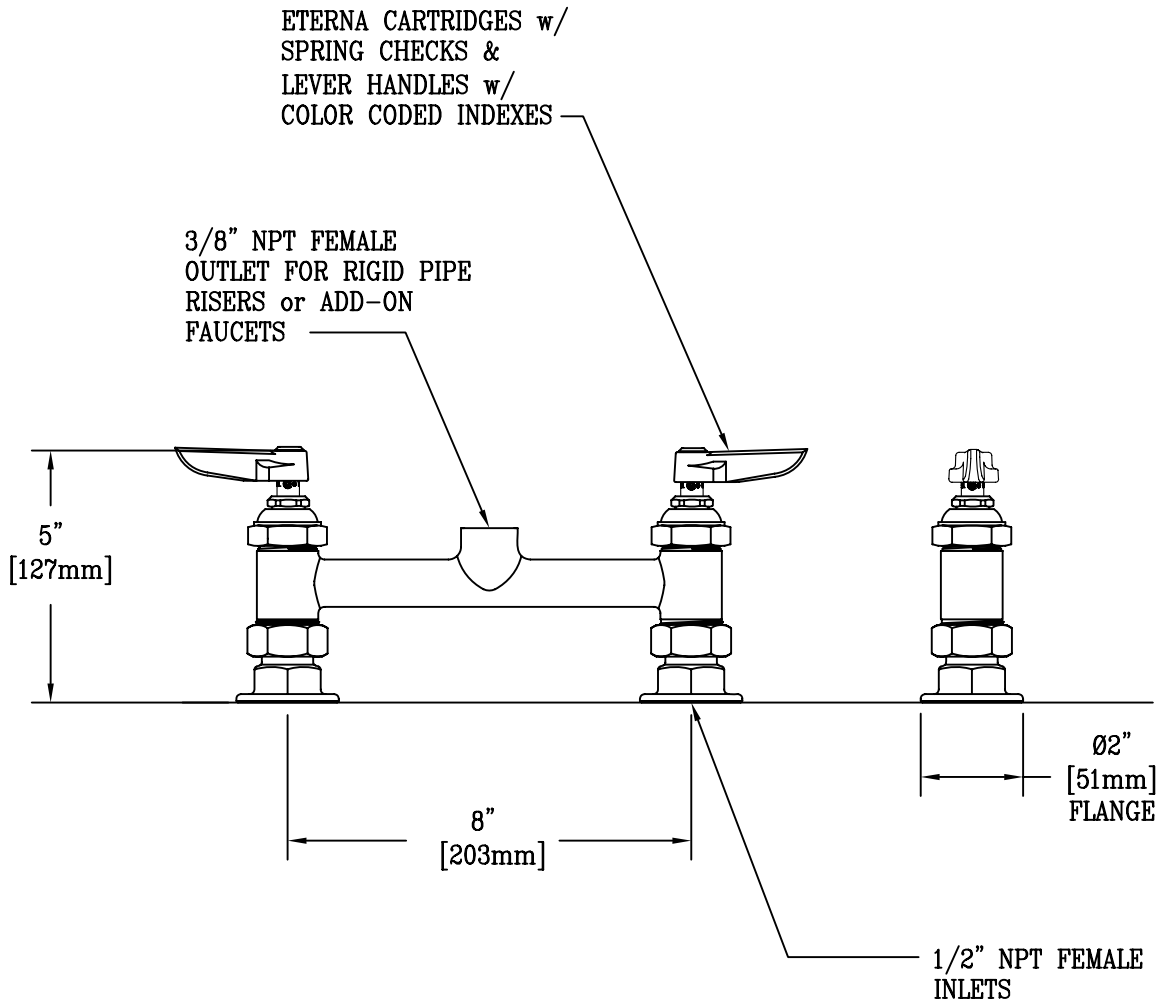 ETERNA CARTRIDGES w/
SPRING CHECKS &
LEVER HANDLES w/
COLOR CODED INDEXES
3/8" NPT FEMALE
OUTLET FOR RIGID PIPE
RISERS or ADD-ON
FAUCETS
5"
[127mm]
Ø2"
[51mm]
FLANGE
8"
[203mm]
1/2" NPT FEMALE
INLETS